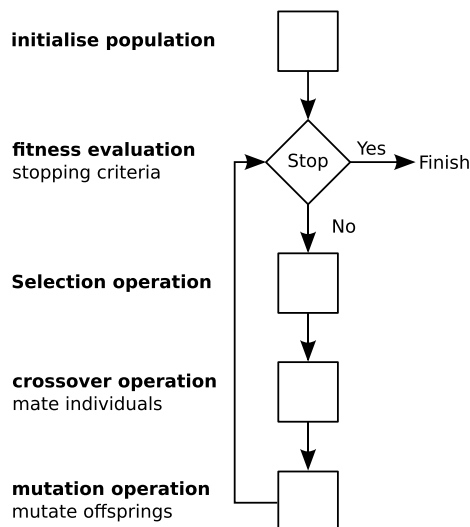 initialise population
fitness evaluation
stopping criteria
Stop
Yes
Finish
No
Selection operation
crossover operation
mate individuals
mutation operation
mutate offsprings